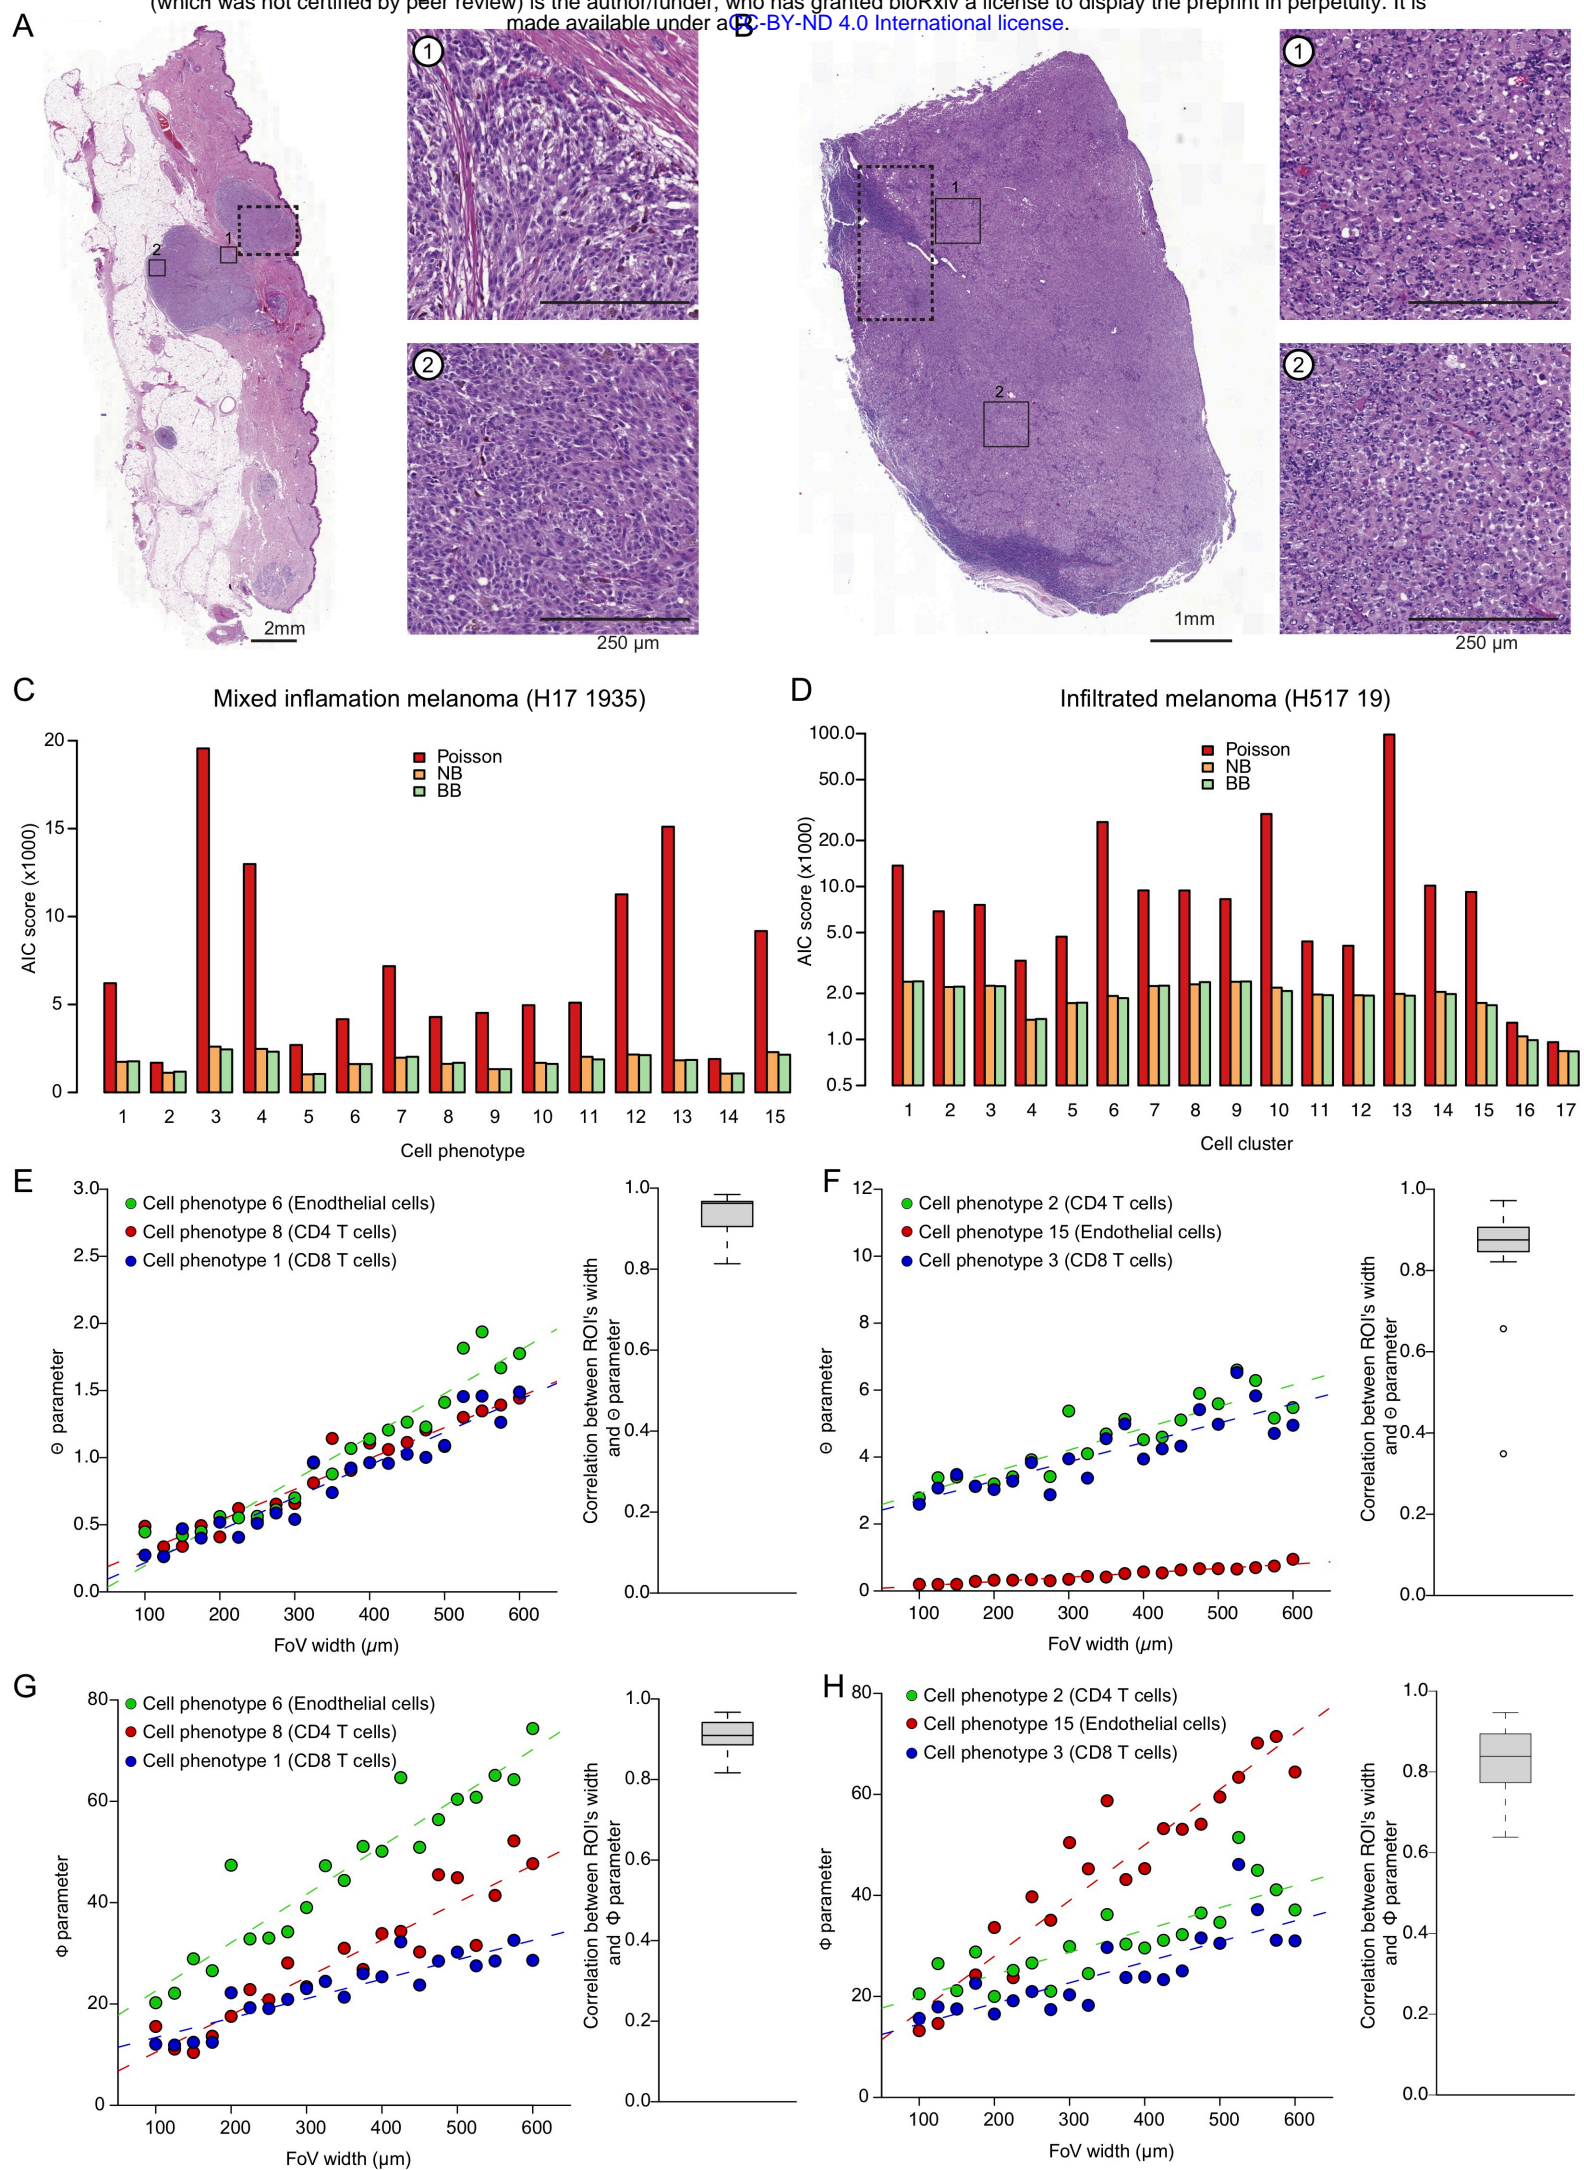 (which was not certified by peer review) is the author/funder, who has granted bioRxiv a license to display the preprint in perpetuity. It is
made available under a CC-BY-ND 4.0 International license.
A
1
2
1
2
2mm
250 µm
B
1
2
1
2
1mm
250 µm
C
Mixed inflamation melanoma (H17 1935)
AIC score (x1000)
20
15
10
5
0
Poisson
NB
BB
1 2 3 4 5 6 7 8 9 10 11 12 13 14 15
Cell phenotype
D
Infiltrated melanoma (H517 19)
AIC score (x1000)
100.0
50.0
20.0
10.0
5.0
2.0
1.0
0.5
Poisson
NB
BB
1 2 3 4 5 6 7 8 9 10 11 12 13 14 15 16 17
Cell cluster
E
Θ parameter
3.0
2.5
2.0
1.5
1.0
0.5
0.0
Cell phenotype 6 (Enodthelial cells)
Cell phenotype 8 (CD4 T cells)
Cell phenotype 1 (CD8 T cells)
100 200 300 400 500 600
FoV width (µm)
Correlation between ROI's width
and Θ parameter
1.0
0.8
0.6
0.4
0.2
0.0
F
Θ parameter
12
10
8
6
4
2
0
Cell phenotype 2 (CD4 T cells)
Cell phenotype 15 (Endothelial cells)
Cell phenotype 3 (CD8 T cells)
100 200 300 400 500 600
FoV width (µm)
Correlation between ROI's width
and Θ parameter
1.0
0.8
0.6
0.4
0.2
0.0
G
Φ parameter
80
60
40
20
0
Cell phenotype 6 (Enodthelial cells)
Cell phenotype 8 (CD4 T cells)
Cell phenotype 1 (CD8 T cells)
100 200 300 400 500 600
FoV width (µm)
Correlation between ROI's width
and Φ parameter
1.0
0.8
0.6
0.4
0.2
0.0
H
Φ parameter
80
60
40
20
0
Cell phenotype 2 (CD4 T cells)
Cell phenotype 15 (Endothelial cells)
Cell phenotype 3 (CD8 T cells)
100 200 300 400 500 600
FoV width (µm)
Correlation between ROI's width
and Φ parameter
1.0
0.8
0.6
0.4
0.2
0.0